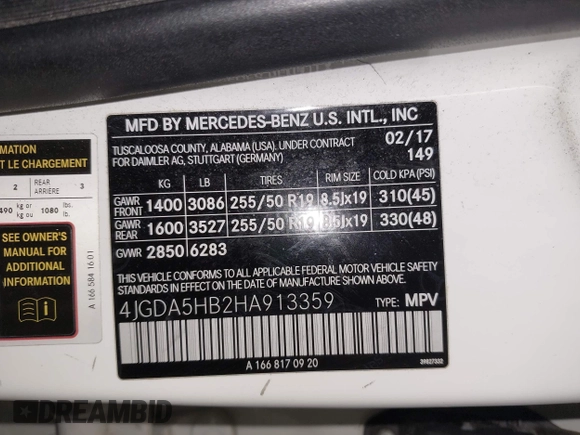 MFD BY MERCEDES-BENZ U.S. INTL., INC
TUSCALOOSA COUNTY, ALABAMA (USA). UNDER CONTRACT
FOR DAIMLER AG, STUTTGART (GERMANY)
02/17
149
KG LB TIRES RIM SIZE COLD KPA(PSI)
GAWR FRONT 1400 3086 255/50 R19 8.5Jx19 310(45)
GAWR REAR 1600 3527 255/50 R19 8.5Jx19 330(48)
GVWR 2850 6283
THIS VEHICLE CONFORMS TO ALL APPLICABLE FEDERAL MOTOR VEHICLE SAFETY
STANDARDS IN EFFECT ON THE DATE OF MANUFACTURE SHOWN ABOVE.
4JGDA5HB2HA913359 TYPE: MPV
A 166 817 09 20
39827332
MATION
T LE CHARGEMENT
2 REAR ARRIÈRE 3
490 kg or kg ou 1080 lbs. lb.
SEE OWNER'S
MANUAL FOR
ADDITIONAL
INFORMATION
A 166 584 16 01
DREAMBID